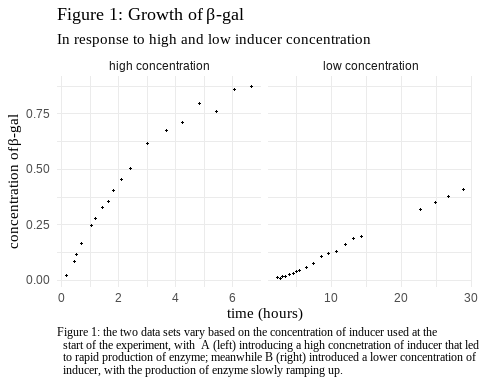 Figure 1: Growth of β-gal
In response to high and low inducer concentration
high concentration
low concentration
concentration of β-gal
0.75
0.50
0.25
0.00
0 2 4 6
10 20 30
time (hours)
Figure 1: the two data sets vary based on the concentration of inducer used at the
start of the experiment, with A (left) introducing a high concnetration of inducer that led
to rapid production of enzyme; meanwhile B (right) introduced a lower concentration of
inducer, with the production of enzyme slowly ramping up.